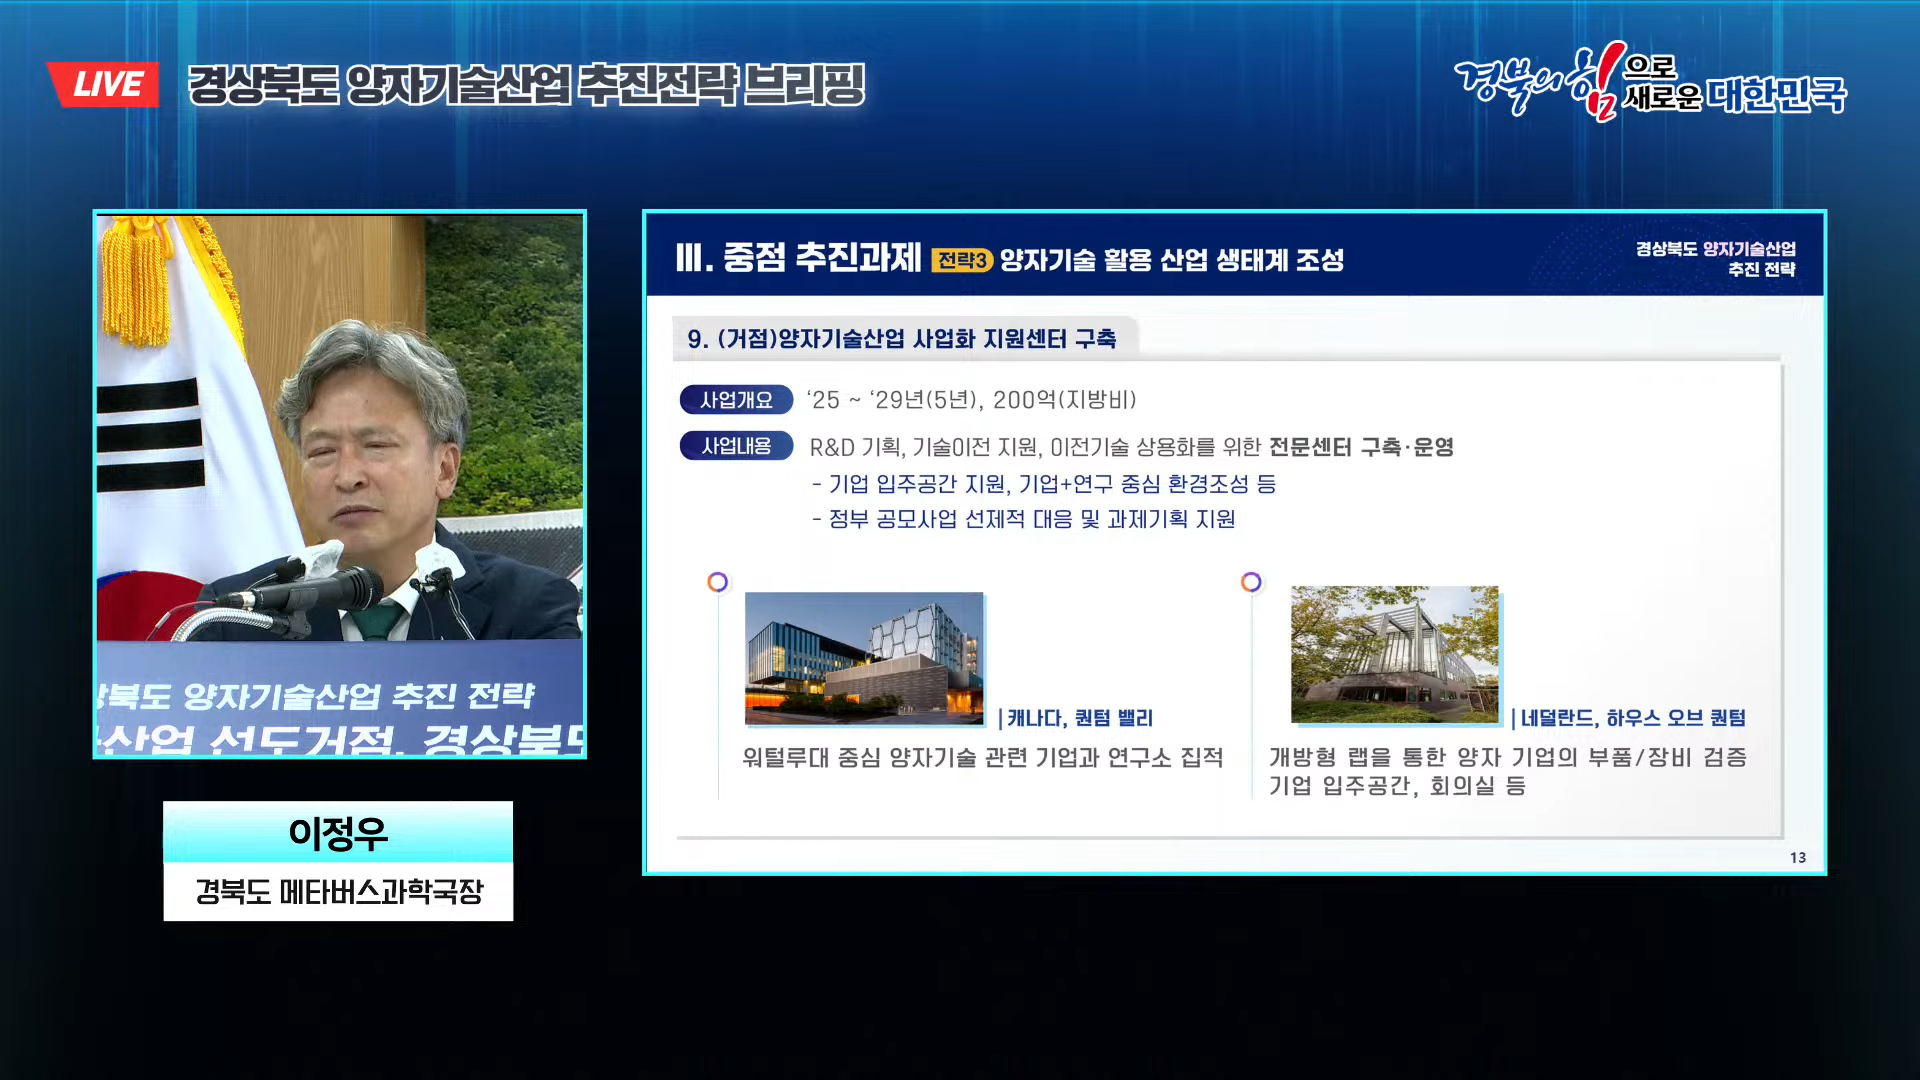 LIVE 경상북도 양자기술산업 추진전략 브리핑
경북의 힘!으로
새로운 대한민국
Ⅲ. 중점 추진과제 전략3 양자기술 활용 산업 생태계 조성
경상북도 양자기술산업
추진 전략
9. (거점)양자기술산업 사업화 지원센터 구축
사업개요 ‘25 ~ ‘29년(5년), 200억(지방비)
사업내용 R&D 기획, 기술이전 지원, 이전기술 상용화를 위한 전문센터 구축·운영
- 기업 입주공간 지원, 기업+연구 중심 환경조성 등
- 정부 공모사업 선제적 대응 및 과제기획 지원
캐나다, 퀀텀 밸리
워털루대 중심 양자기술 관련 기업과 연구소 집적
네덜란드, 하우스 오브 퀀텀
개방형 랩을 통한 양자 기업의 부품/장비 검증
기업 입주공간, 회의실 등
13
상북도 양자기술산업 추진 전략
산업 선도거점, 경상북도
이정우
경북도 메타버스과학국장